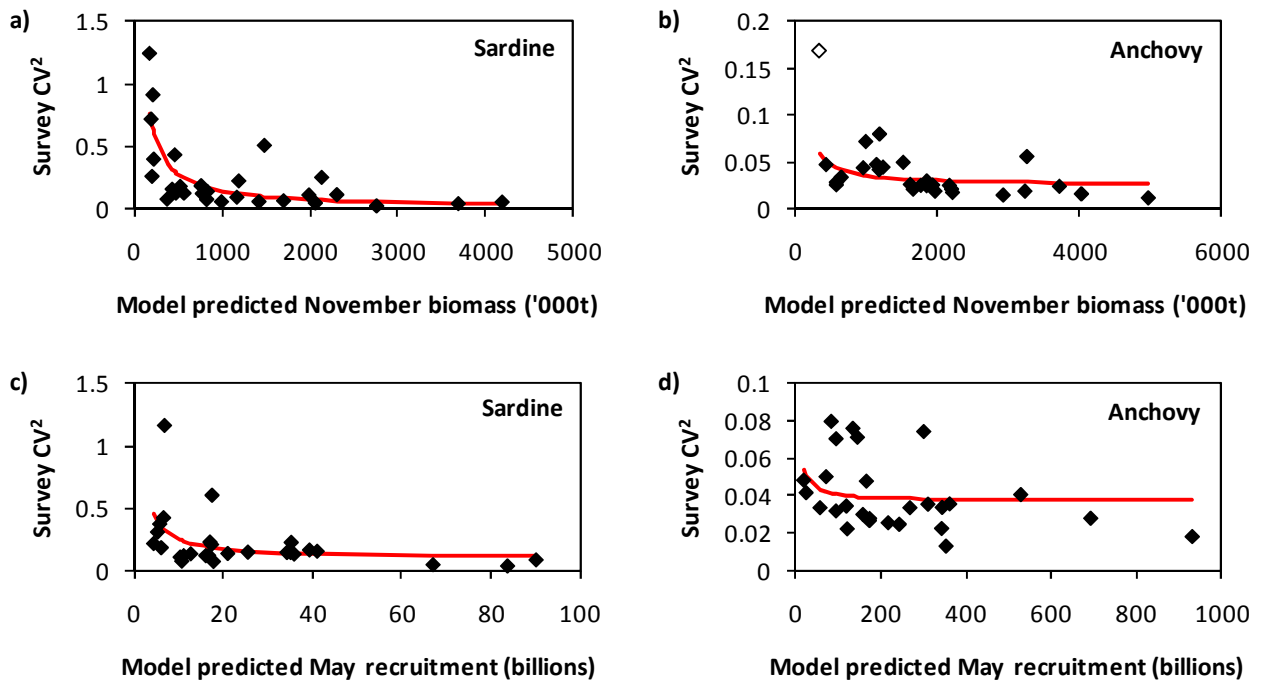 a)
Sardine
Survey CV²
1.5
1
0.5
0
0 1000 2000 3000 4000 5000
Model predicted November biomass ('000t)
b)
Anchovy
Survey CV²
0.2
0.15
0.1
0.05
0
0 2000 4000 6000
Model predicted November biomass ('000t)
c)
Sardine
Survey CV²
1.5
1
0.5
0
0 20 40 60 80 100
Model predicted May recruitment (billions)
d)
Anchovy
Survey CV²
0.1
0.08
0.06
0.04
0.02
0
0 200 400 600 800 1000
Model predicted May recruitment (billions)